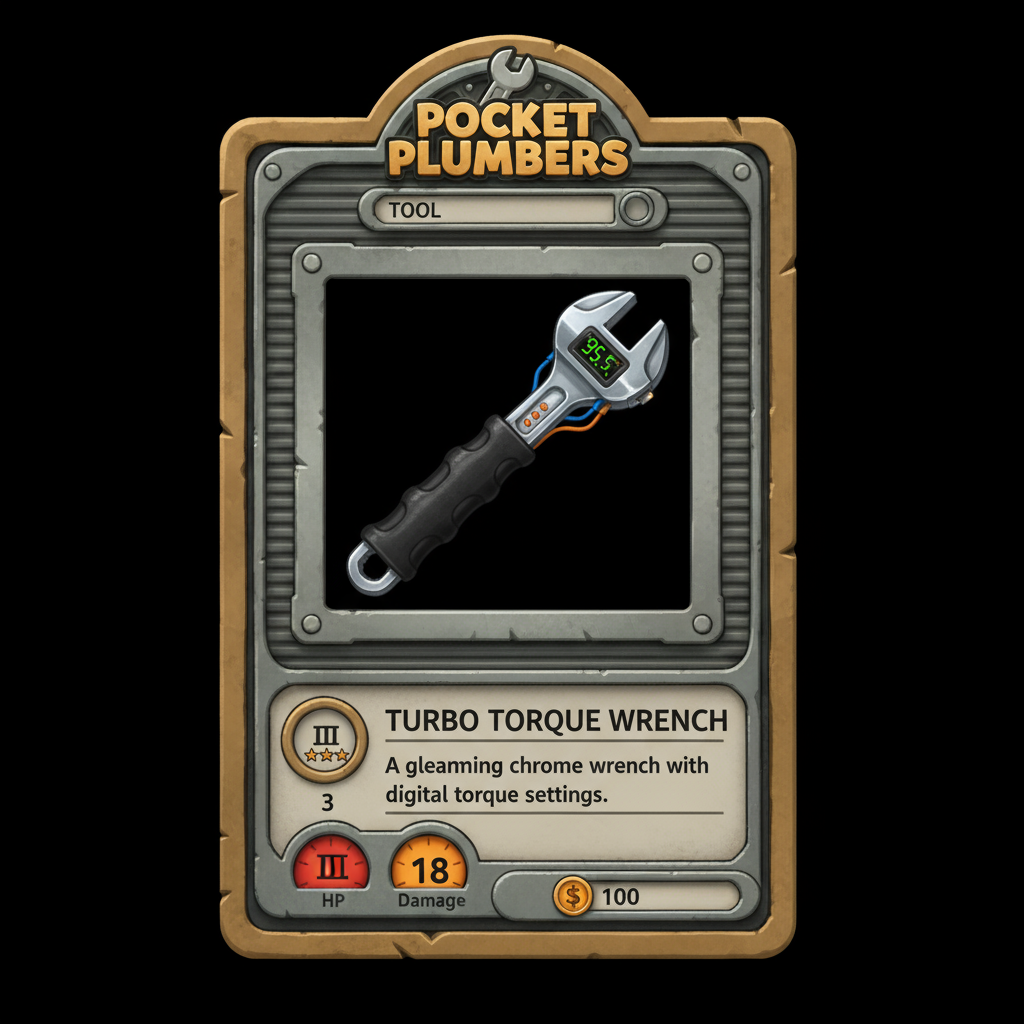 POCKET
PLUMBERS
TOOL
95.5
III
3
TURBO TORQUE WRENCH
A gleamming chrome wrench with
digital torque settings.
III
HP
18
Damage
$
100